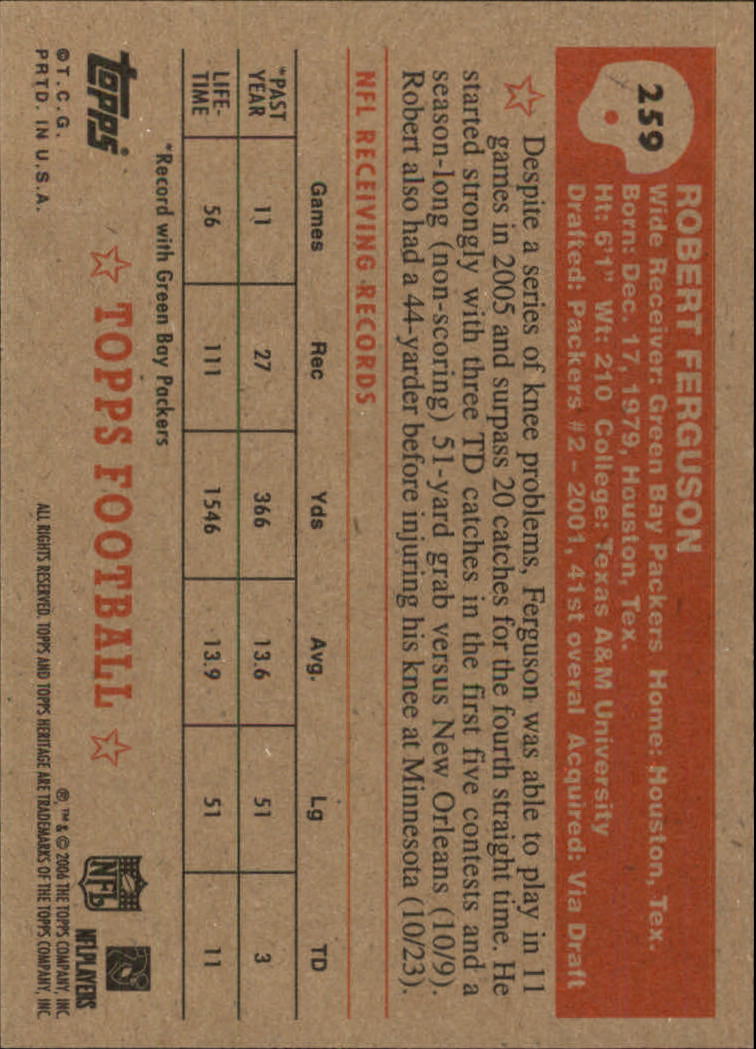 259
ROBERT FERGUSON
Wide Receiver: Green Bay Packers Home: Houston, Tex.
Born: Dec. 17, 1979, Houston, Tex.
Ht: 6'1" Wt: 210 College: Texas A&M University
Drafted: Packers #2 - 2001, 41st overal Acquired: Via Draft
Despite a series of knee problems, Ferguson was able to play in 11
games in 2005 and surpass 20 catches for the fourth straight time. He
started strongly with three TD catches in the first five contests and a
season-long (non-scoring) 51-yard grab versus New Orleans (10/9).
Robert also had a 44-yarder before injuring his knee at Minnesota (10/23).
NFL RECEIVING RECORDS
Games Rec Yds Avg. Lg TD
*PAST YEAR 11 27 366 13.6 51 3
LIFE-TIME 56 111 1546 13.9 51 11
*Record with Green Bay Packers
topps
TOPPS FOOTBALL
NFL
NFLPLAYERS
©T.C.G.
PRTD. IN U.S.A.
®, ™ & © 2006 THE TOPPS COMPANY, INC.
ALL RIGHTS RESERVED. TOPPS AND TOPPS HERITAGE ARE TRADEMARKS OF THE TOPPS COMPANY, INC.